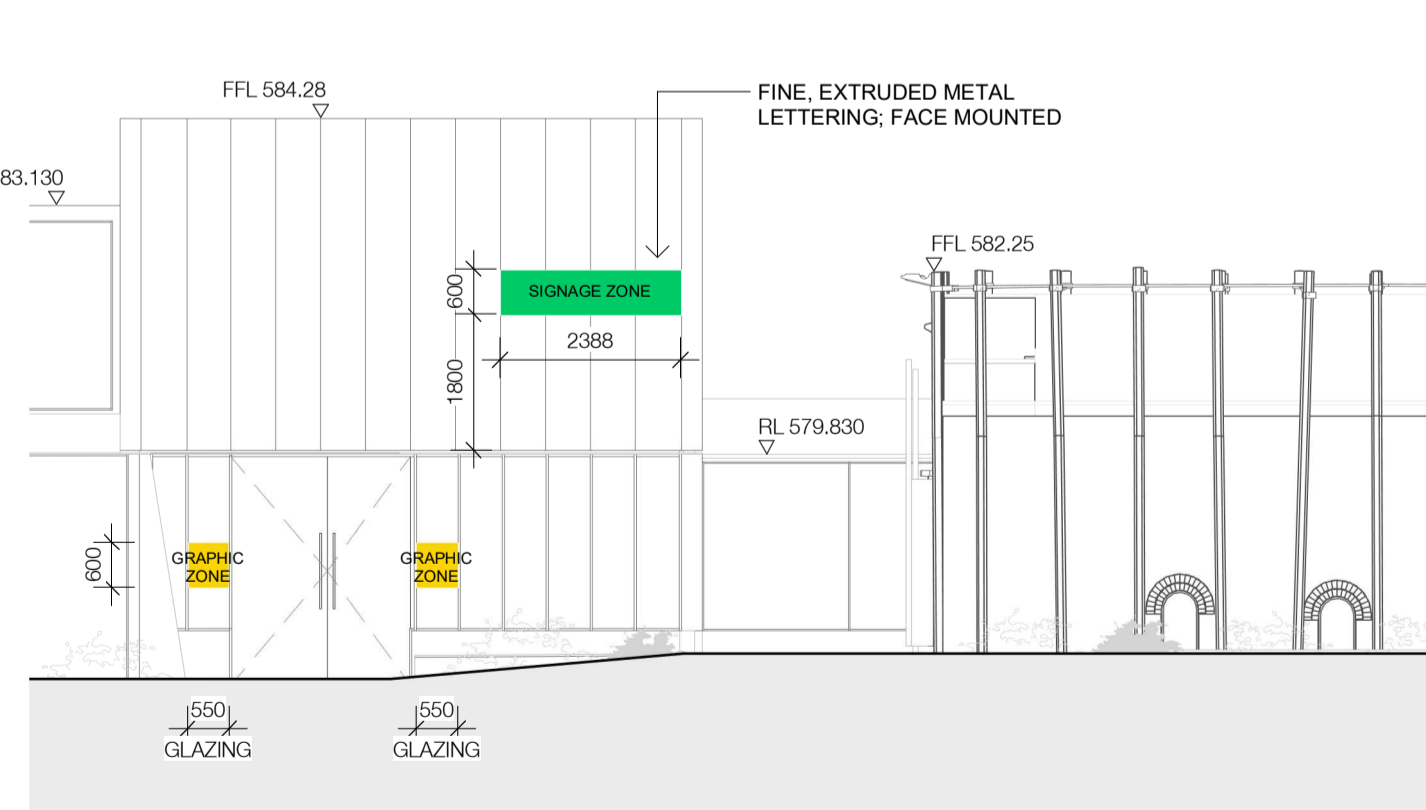 FFL 584.28
FINE, EXTRUDED METAL
LETTERING; FACE MOUNTED
83.130
FFL 582.25
600
SIGNAGE ZONE
2388
1800
RL 579.830
600
GRAPHIC
ZONE
GRAPHIC
ZONE
550
GLAZING
550
GLAZING